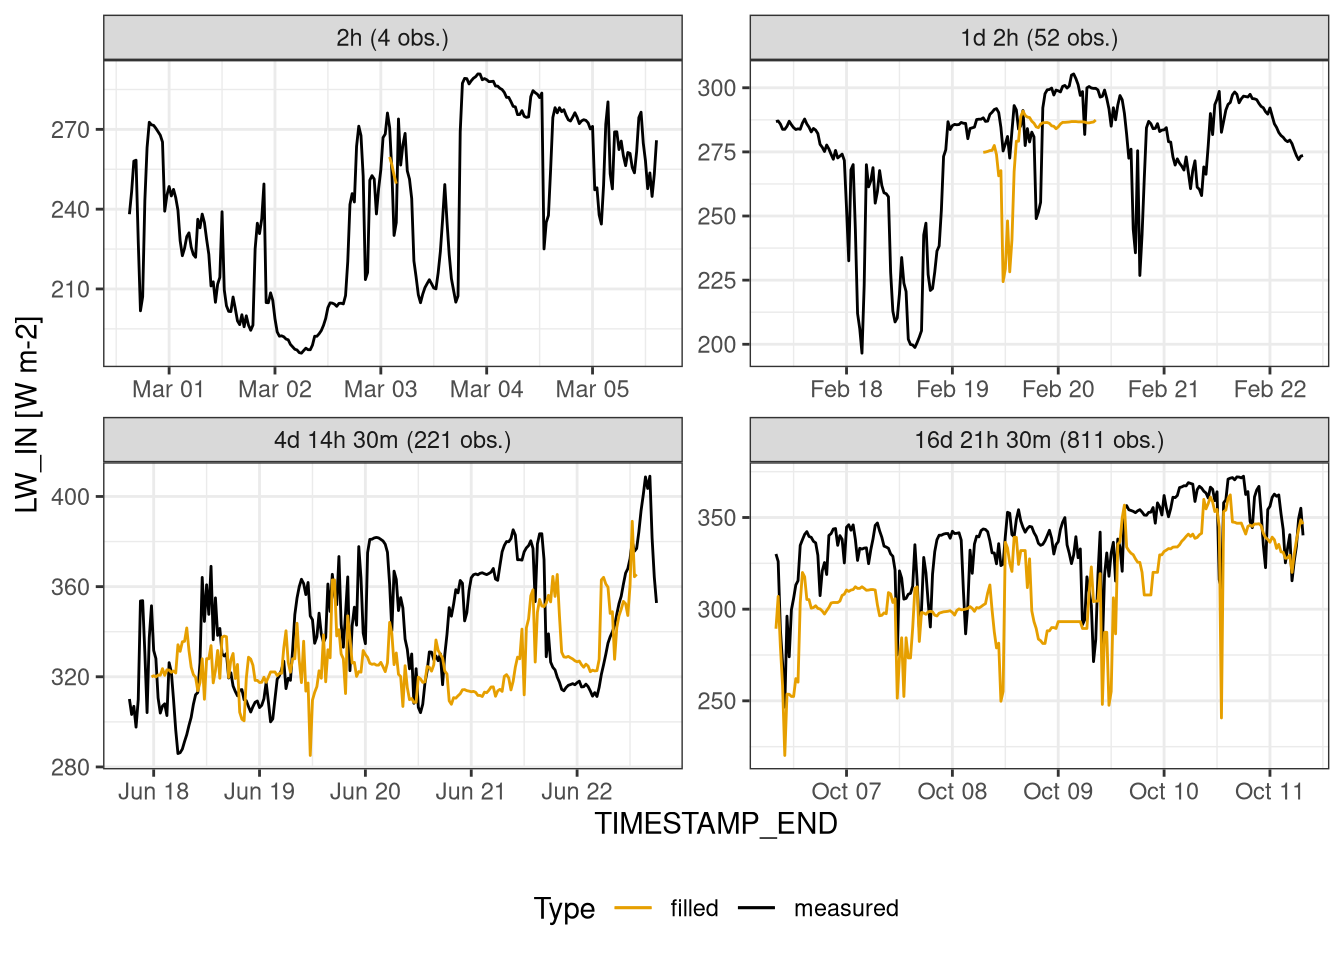 2h (4 obs.)
1d 2h (52 obs.)
270
240
210
300
275
250
225
200
Mar 01 Mar 02 Mar 03 Mar 04 Mar 05
Feb 18 Feb 19 Feb 20 Feb 21 Feb 22
LW_IN [W m-2]
4d 14h 30m (221 obs.)
16d 21h 30m (811 obs.)
400
360
320
280
350
300
250
Jun 18 Jun 19 Jun 20 Jun 21 Jun 22
Oct 07 Oct 08 Oct 09 Oct 10 Oct 11
TIMESTAMP_END
Type filled measured